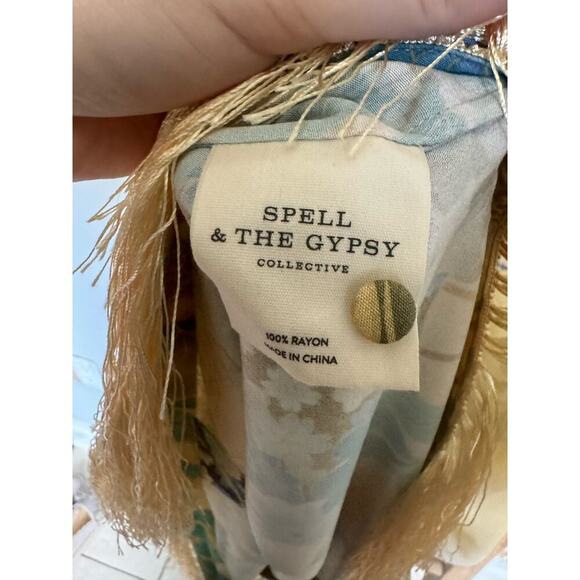 SPELL
& THE GYPSY
COLLECTIVE
100% RAYON
MADE IN CHINA